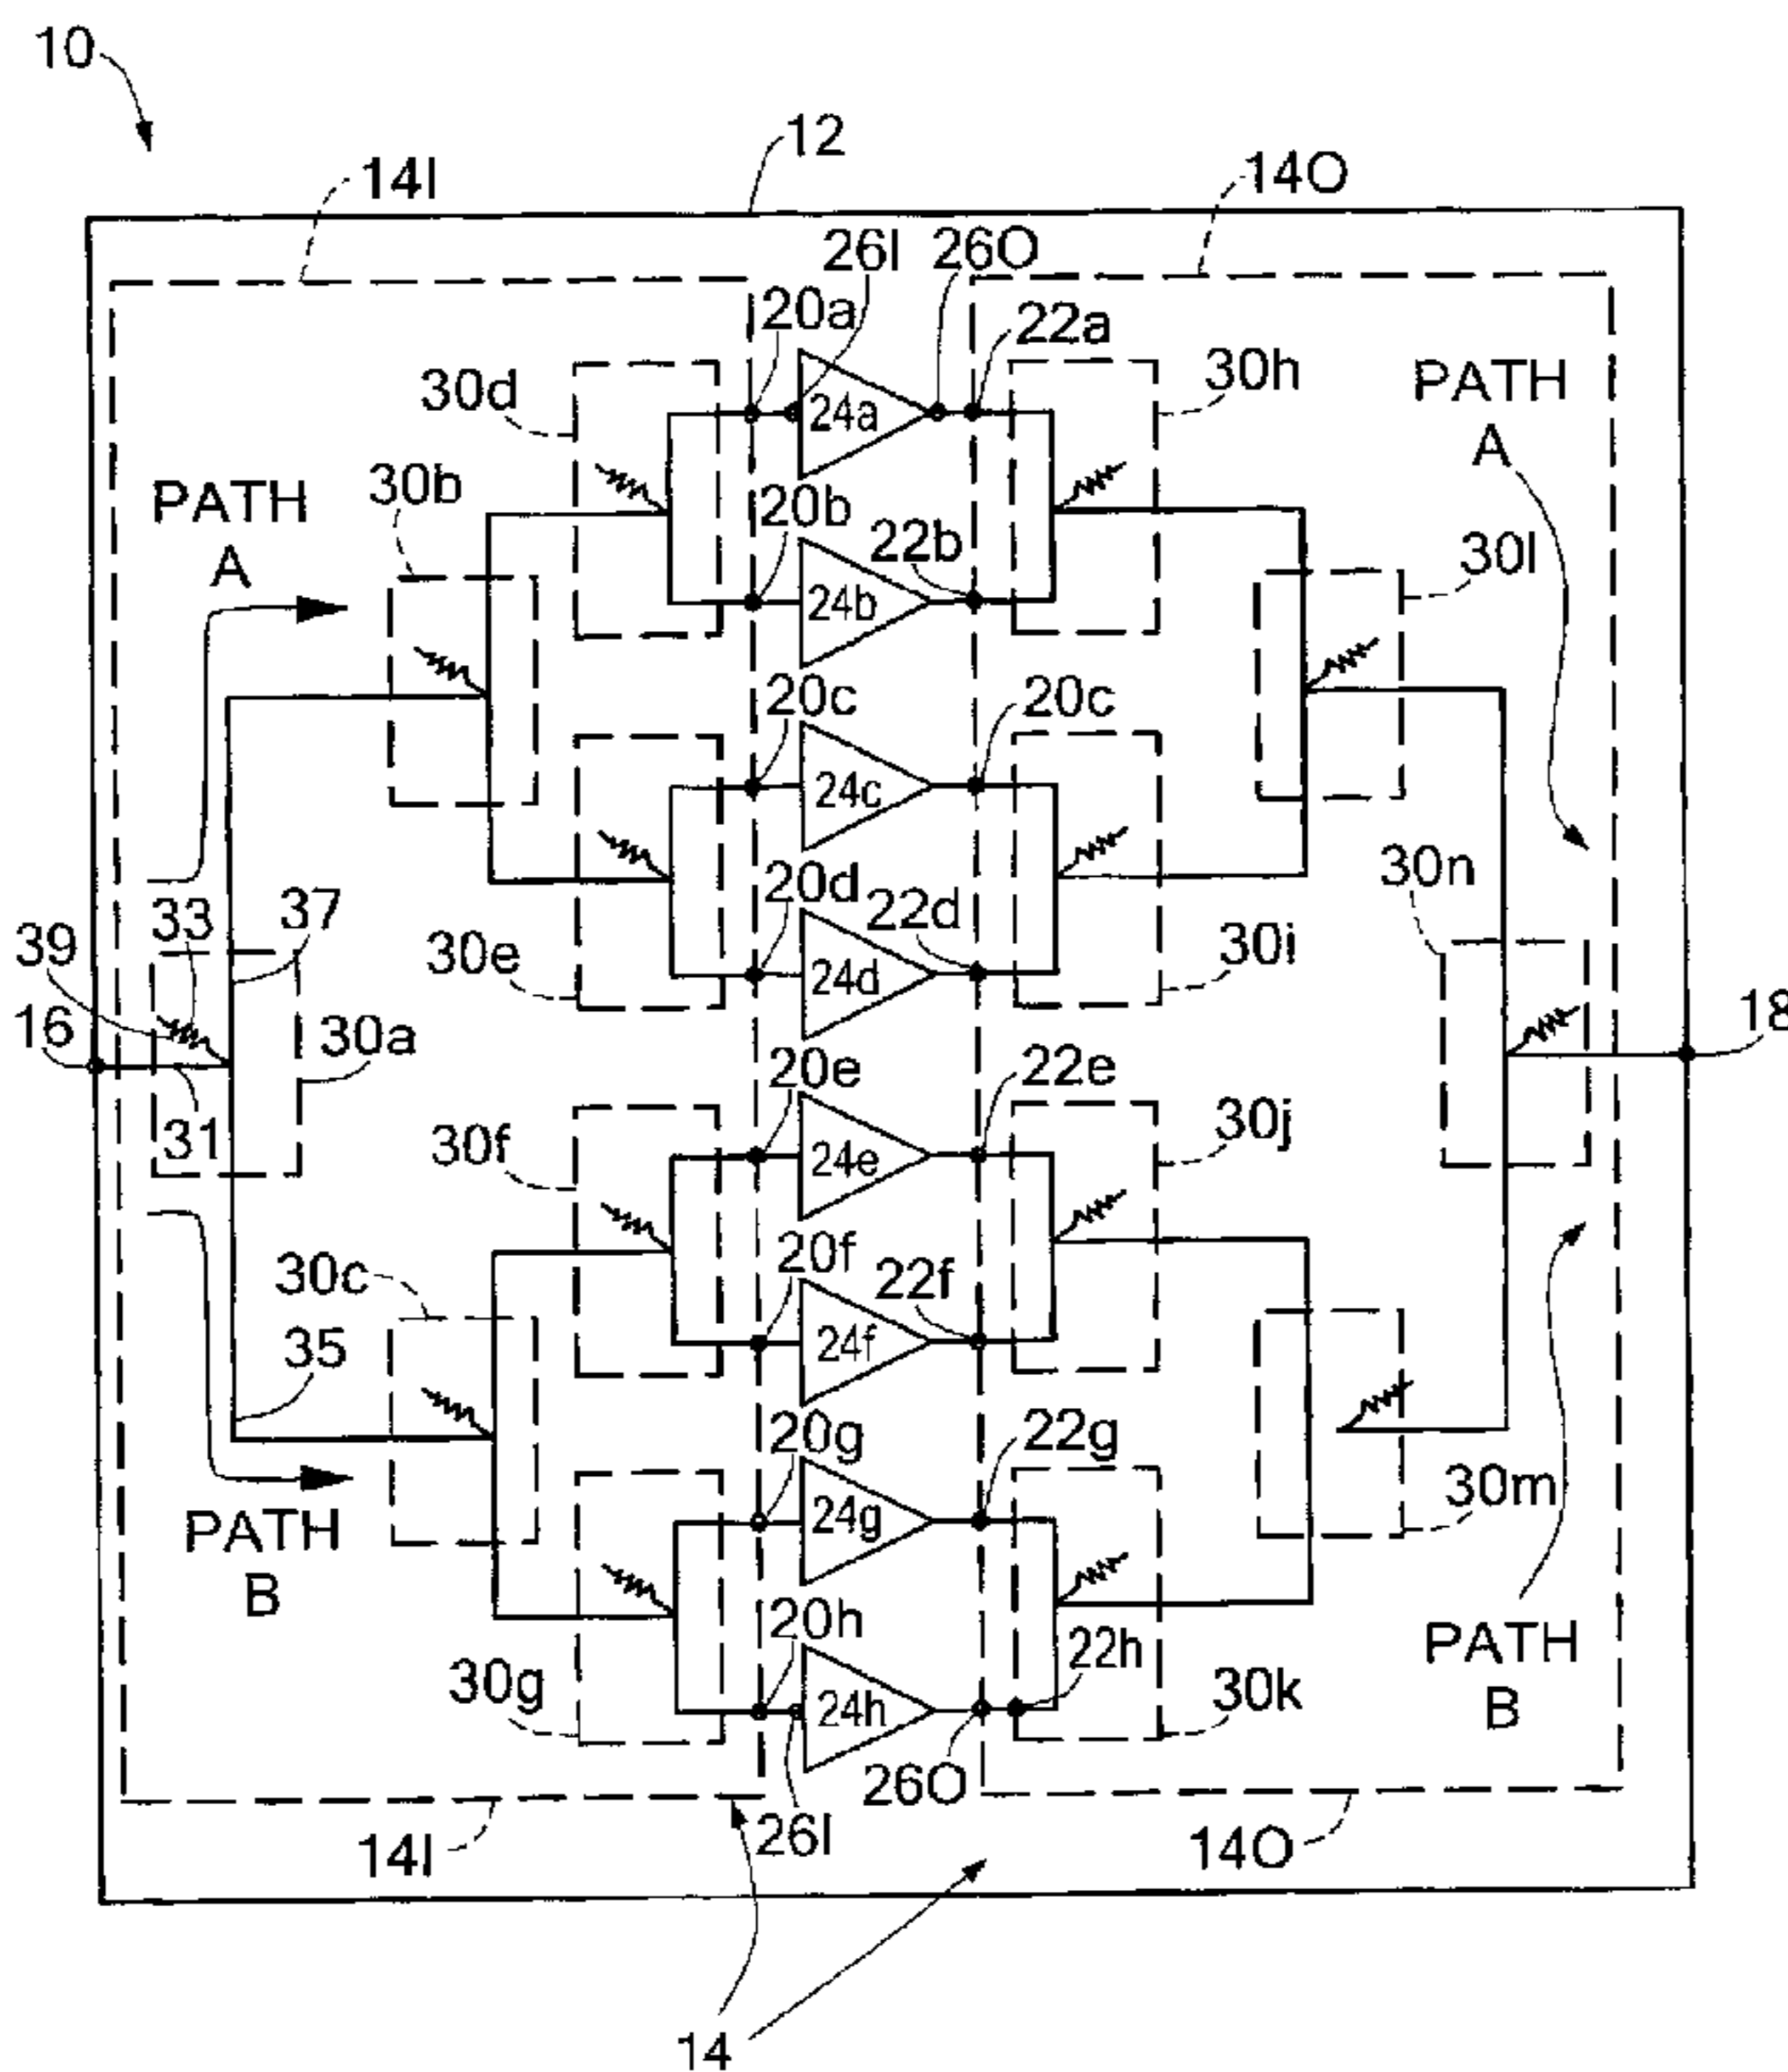 10
12
14I
14O
26I
26O
20a
22a
30d
30h
24a
PATH
A
PATH
A
30b
20b
22b
30l
24b
20c
20c
24c
30n
37
33
20d
22d
39
30e
30i
24d
16
30a
18
20e
22e
31
30f
30j
24e
30c
20f
22f
35
24f
20g
22g
24g
30m
PATH
B
20h
22h
PATH
B
30g
30k
24h
26O
26I
14I
14O
14